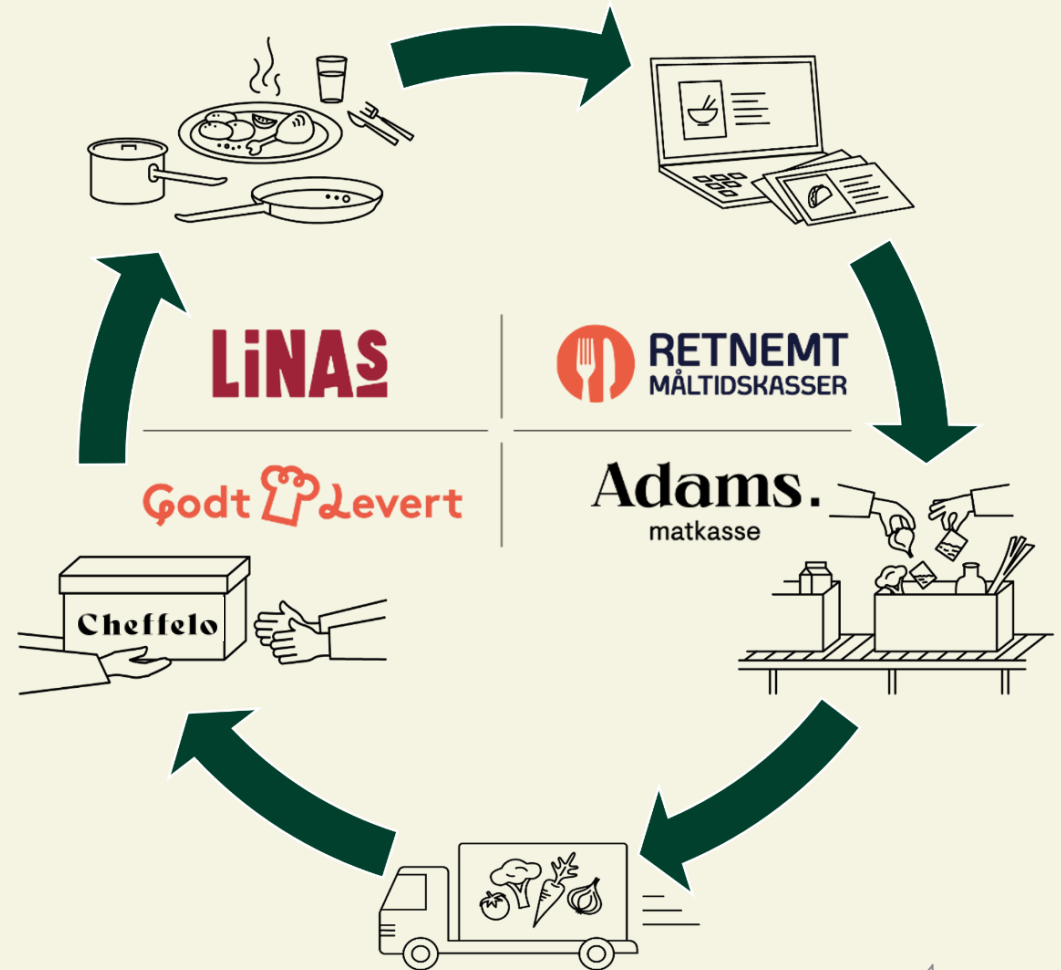 LiNAS
RETNEMT
MÅLTIDSKASSER
Godt Levert
Adams.
matkasse
Cheffelo